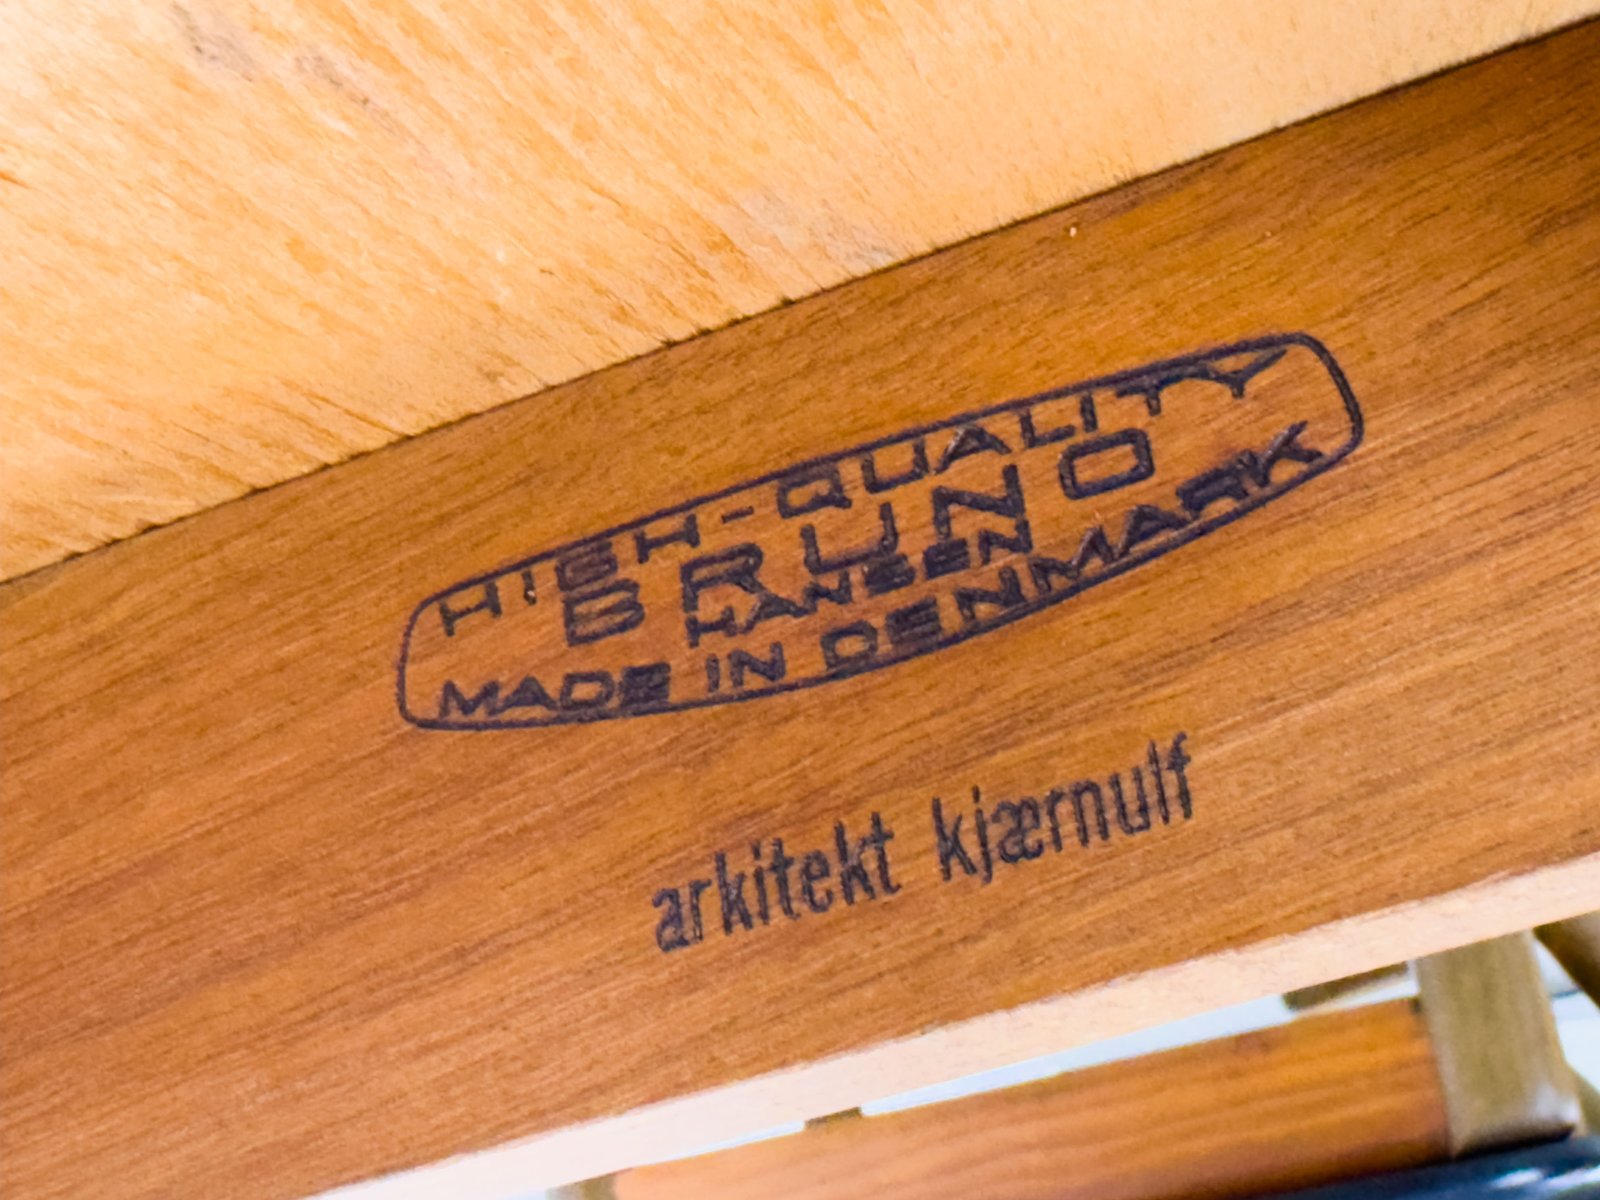 HIGH-QUALITY
BRUNO
HANSEN
MADE IN DENMARK
arkitekt kjærnulf